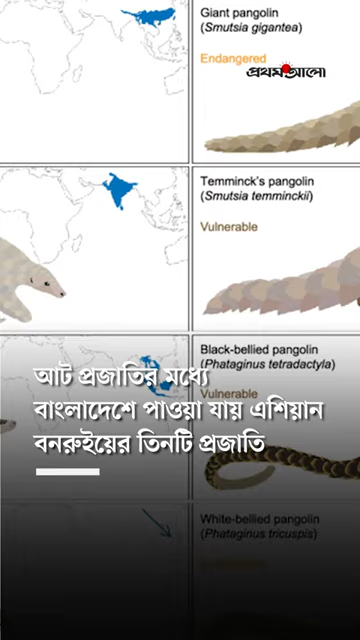 Giant pangolin
(Smutsia gigantea)
Endangered
প্রথম আলো
Temminck's pangolin
(Smutsia temminckii)
Vulnerable
Black-bellied pangolin
(Phataginus tetradactyla)
Vulnerable
আট প্রজাতির মধ্যে
বাংলাদেশে পাওয়া যায় এশিয়ান
বনরুইয়ের তিনটি প্রজাতি
White-bellied pangolin
(Phataginus tricuspis)